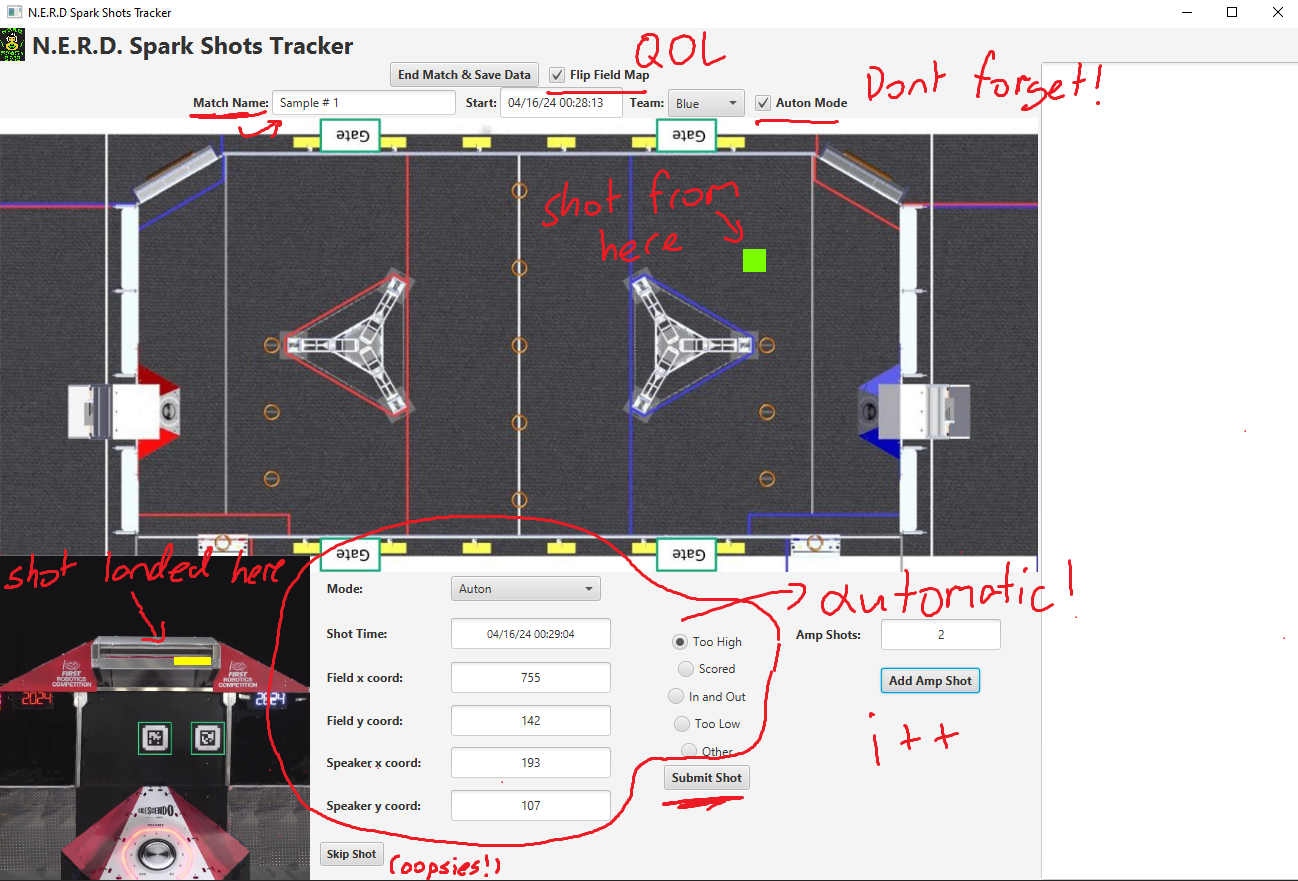 N.E.R.D Spark Shots Tracker
N.E.R.D. Spark Shots Tracker
QOL
End Match & Save Data
Flip Field Map
Dont forget!
Match Name:
Sample # 1
Start:
04/16/24 00:28:13
Team:
Blue
Auton Mode
Gate
Gate
shot from
here
Gate
Gate
shot landed here
Mode:
Auton
automatic!
Shot Time:
04/16/24 00:29:04
Too High
Amp Shots:
2
FIRST
ROBOTICS
COMPETITION
FIRST
ROBOTICS
COMPETITION
Field x coord:
755
Scored
Add Amp Shot
2024
2024
In and Out
Field y coord:
142
Too Low
i++
Other
Speaker x coord:
193
Submit Shot
Speaker y coord:
107
CRESCENDO
Skip Shot
(oopsies!)